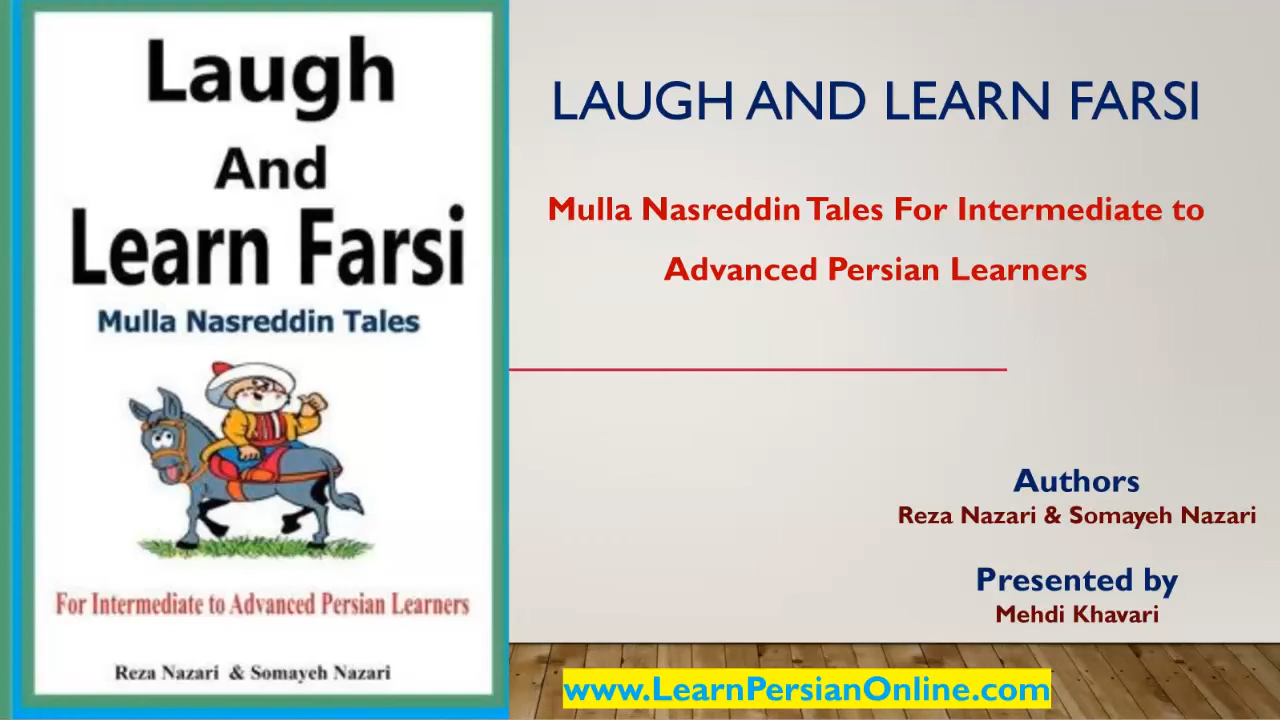 Laugh
And
Learn Farsi
Mulla Nasreddin Tales
For Intermediate to Advanced Persian Learners
Reza Nazari & Somayeh Nazari
LAUGH AND LEARN FARSI
Mulla Nasreddin Tales For Intermediate to
Advanced Persian Learners
Authors
Reza Nazari & Somayeh Nazari
Presented by
Mehdi Khavari
www.LearnPersianOnline.com